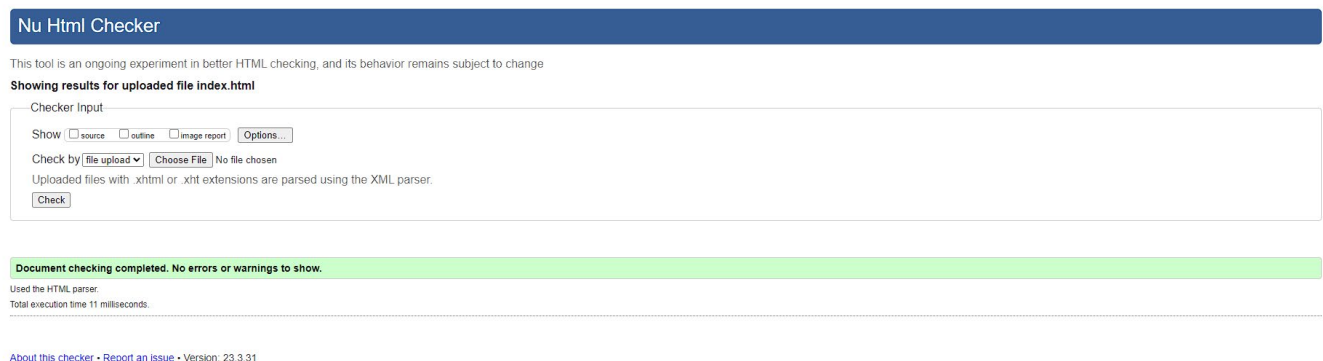 Nu Html Checker
This tool is an ongoing experiment in better HTML checking, and its behavior remains subject to change
Showing results for uploaded file index.html
Checker Input
Show source outline image report Options...
Check by file upload Choose File No file chosen
Uploaded files with .xhtml or .xht extensions are parsed using the XML parser.
Check
Document checking completed. No errors or warnings to show.
Used the HTML parser.
Total execution time 11 milliseconds.
About this checker • Report an issue • Version: 23.3.31